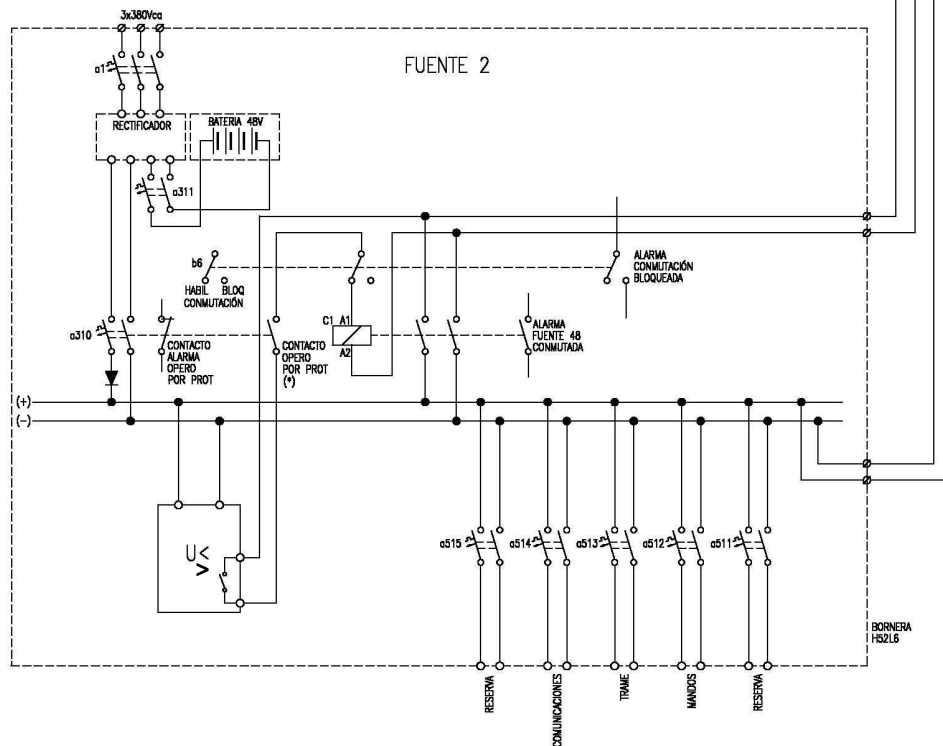 3x380Vca
FUENTE 2
a1
RECTIFICADOR
BATERIA 48V
a311
b6
HABIL BLOQ
CONMUTACIÓN
ALARMA
CONMUTACIÓN
BLOQUEADA
a310
CONTACTO
ALARMA
OPERO
POR PROT
CONTACTO
OPERO
POR PROT
(*)
C1 A1
A2
ALARMA
FUENTE 48
CONMUTADA
(+)
(-)
U<
>
a515
a514
a513
a512
a511
BORNERA
H52L6
RESERVA
COMUNICACIONES
TRAME
MANDOS
RESERVA